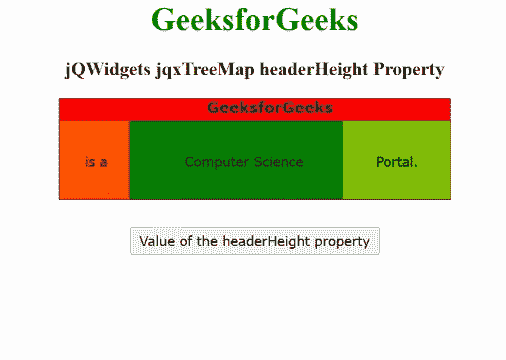 GeeksforGeeks
jQWidgets jqxTreeMap headerHeight Property
GeeksforGeeks
is a Computer Science Portal.
Value of the headerHeight property